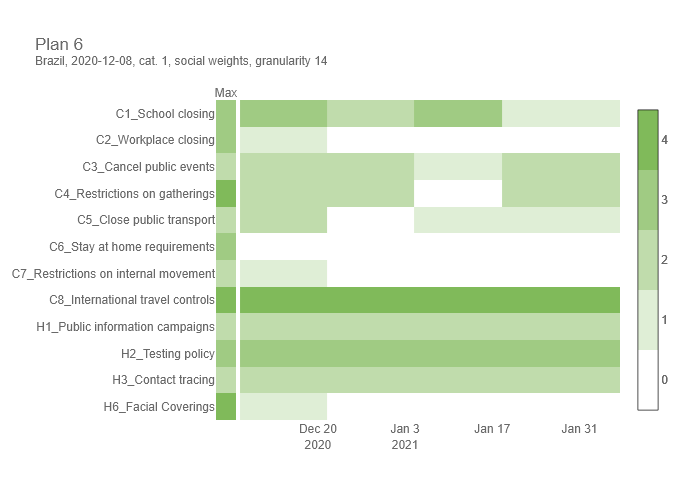 Plan 6
Brazil, 2020-12-08, cat. 1, social weights, granularity 14
Max
C1_School closing
C2_Workplace closing
C3_Cancel public events
C4_Restrictions on gatherings
C5_Close public transport
C6_Stay at home requirements
C7_Restrictions on internal movement
C8_International travel controls
H1_Public information campaigns
H2_Testing policy
H3_Contact tracing
H6_Facial Coverings
4
3
2
1
0
Dec 20 Jan 3 Jan 17 Jan 31
2020 2021